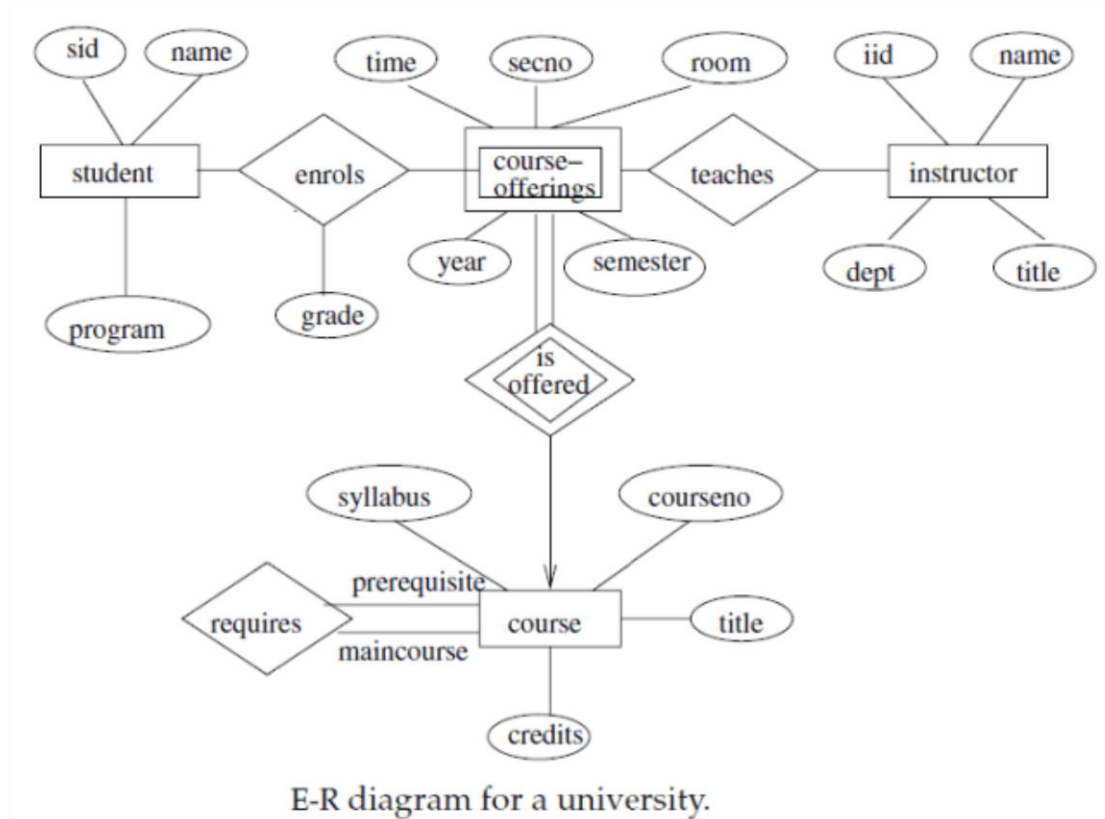 sid
name
time
secno
room
iid
name
student
enrols
course–
offerings
teaches
instructor
year
semester
dept
title
program
grade
is
offered
syllabus
courseno
prerequisite
requires
course
title
maincourse
credits
E-R diagram for a university.